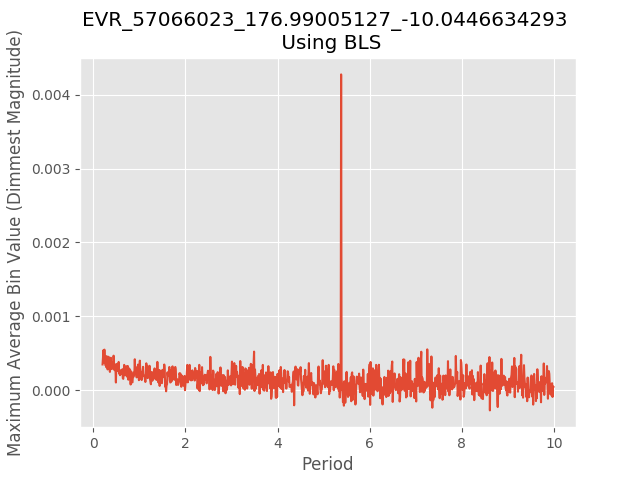 EVR_57066023_176.99005127_-10.0446634293
Using BLS
Maximum Average Bin Value (Dimmest Magnitude)
0.004
0.003
0.002
0.001
0.000
0
2
4
6
8
10
Period